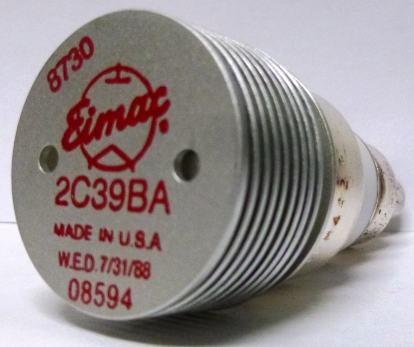 8730
Eimac®
2C39BA
MADE IN U.S.A
W.E.D. 7/31/88
08594